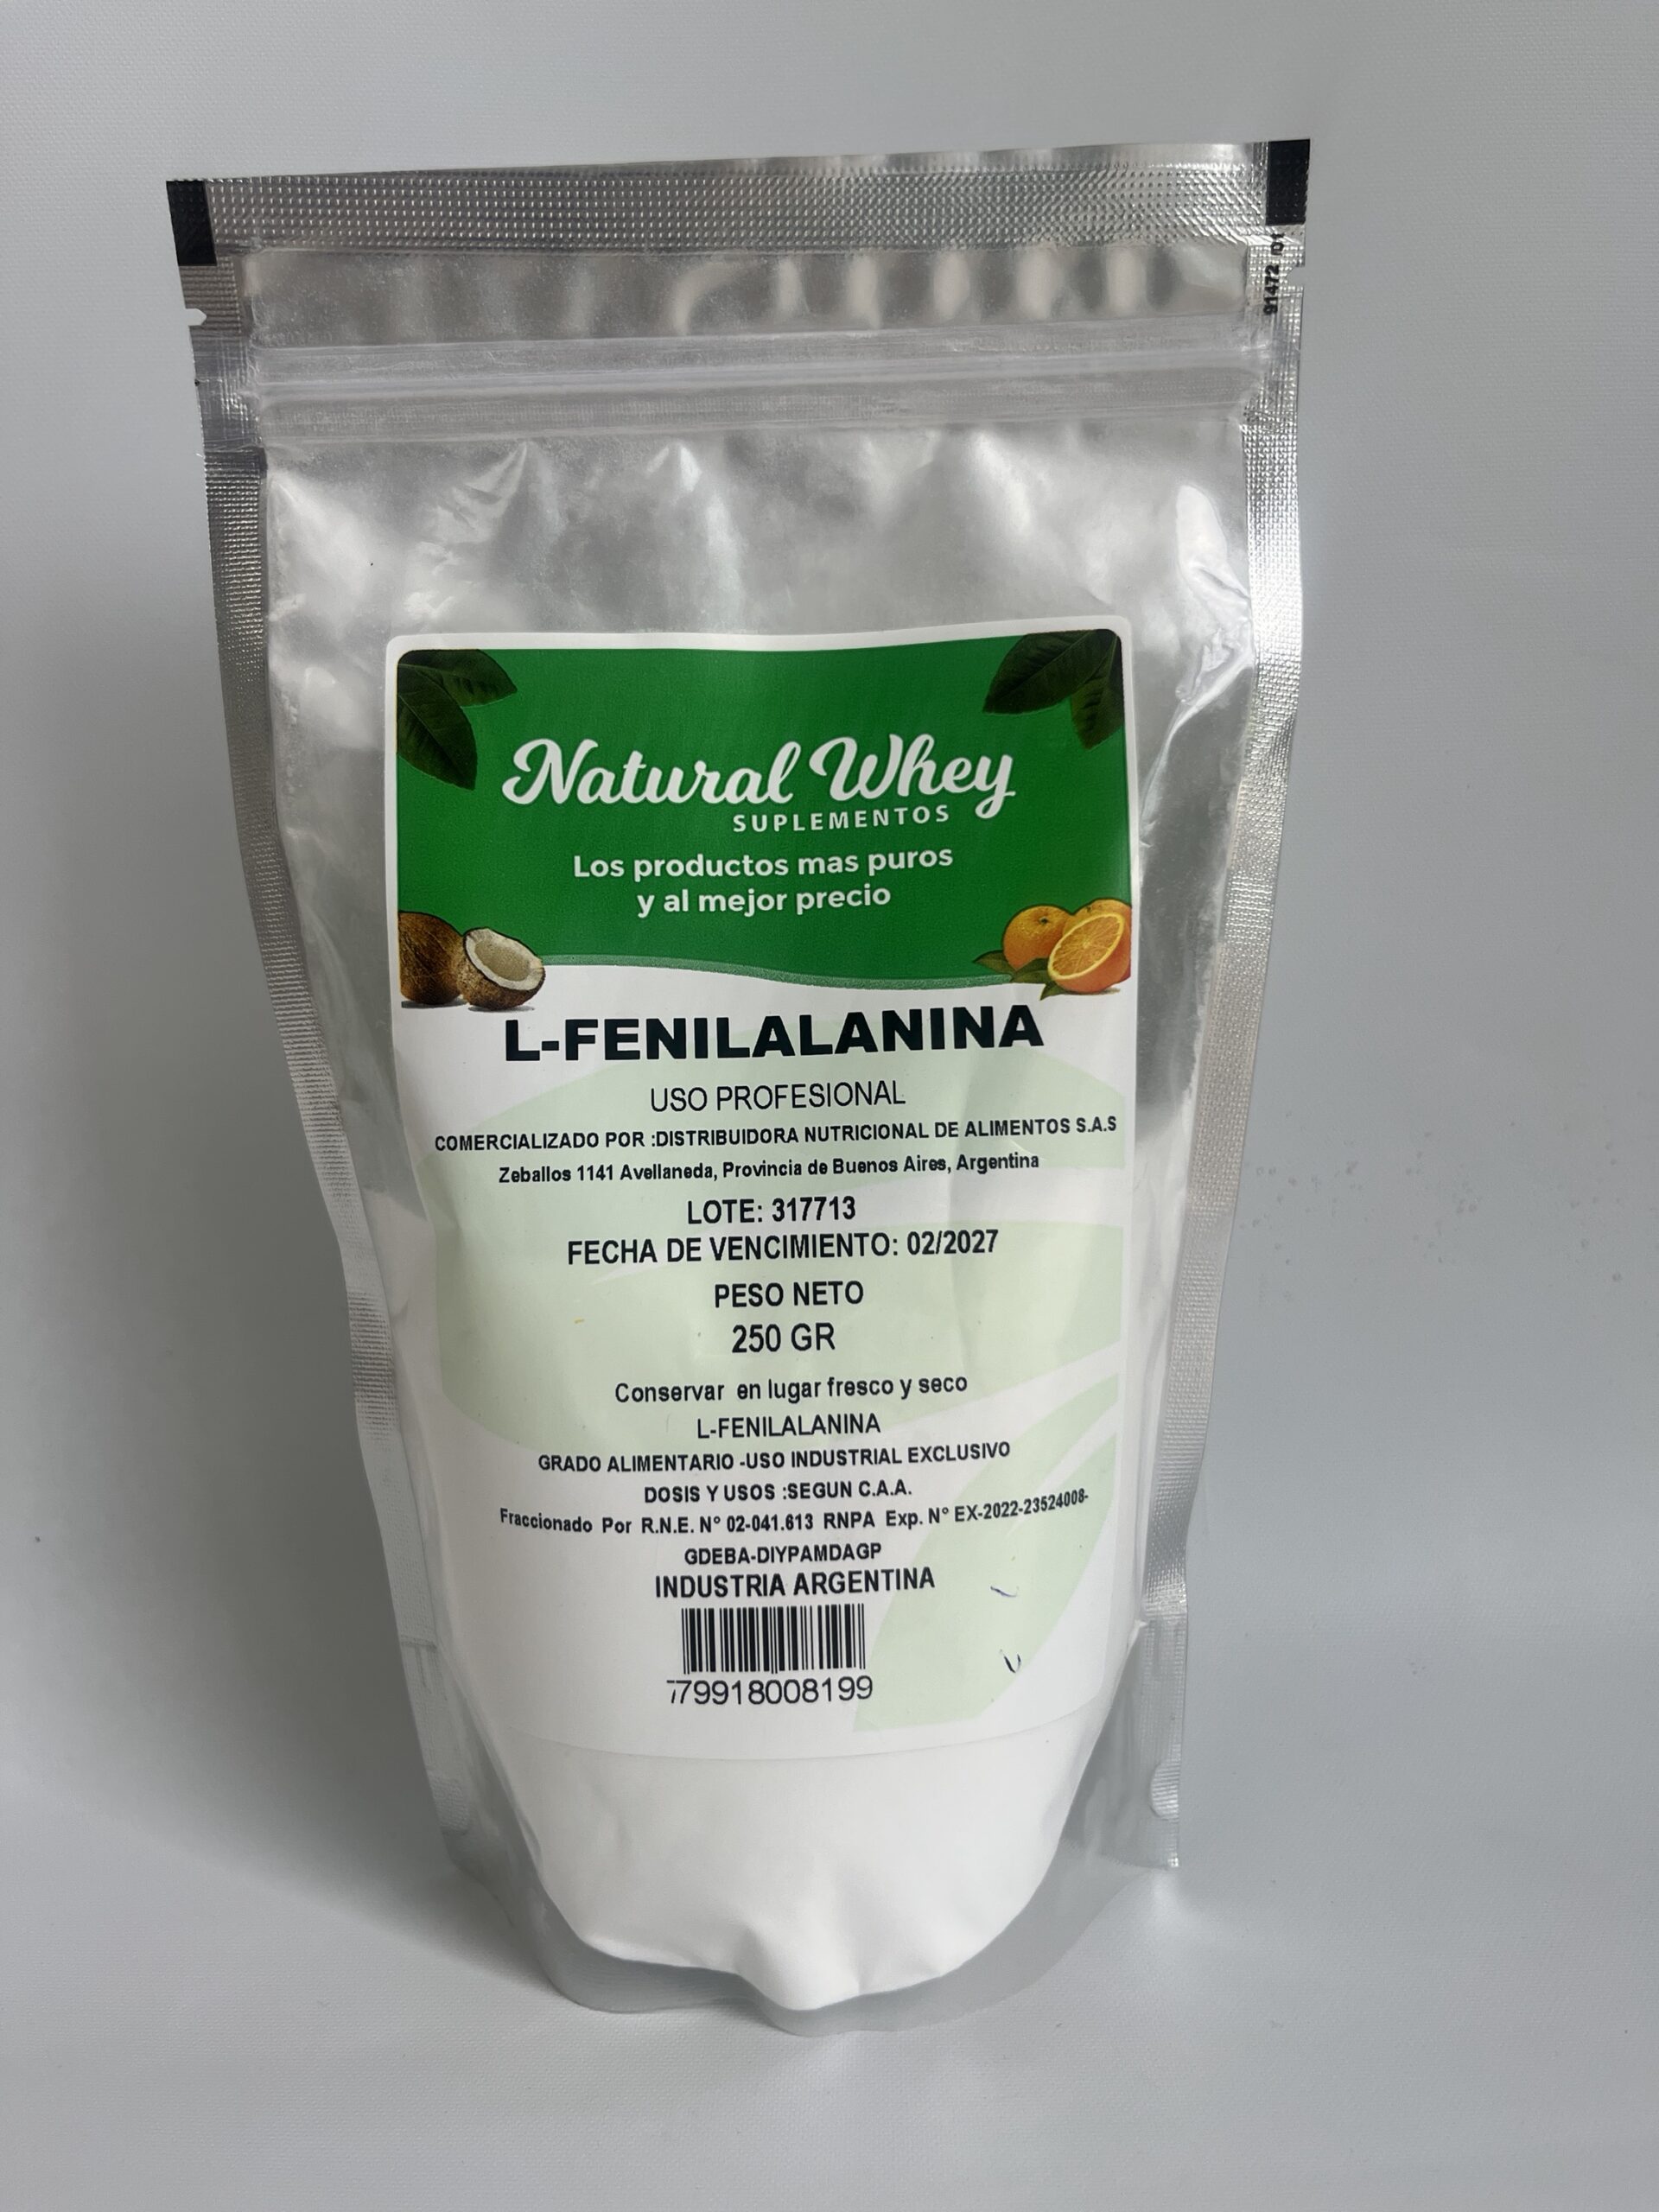 91472 /01
Natural Whey
SUPLEMENTOS
Los productos mas puros
y al mejor precio
L-FENILALANINA
USO PROFESIONAL
COMERCIALIZADO POR :DISTRIBUIDORA NUTRICIONAL DE ALIMENTOS S.A.S
Zeballos 1141 Avellaneda, Provincia de Buenos Aires, Argentina
LOTE: 317713
FECHA DE VENCIMIENTO: 02/2027
PESO NETO
250 GR
Conservar en lugar fresco y seco
L-FENILALANINA
GRADO ALIMENTARIO -USO INDUSTRIAL EXCLUSIVO
DOSIS Y USOS :SEGUN C.A.A.
Fraccionado Por R.N.E. N° 02-041.613 RNPA Exp. N° EX-2022-23524008-
GDEBA-DIYPAMDAGP
INDUSTRIA ARGENTINA
779918008199